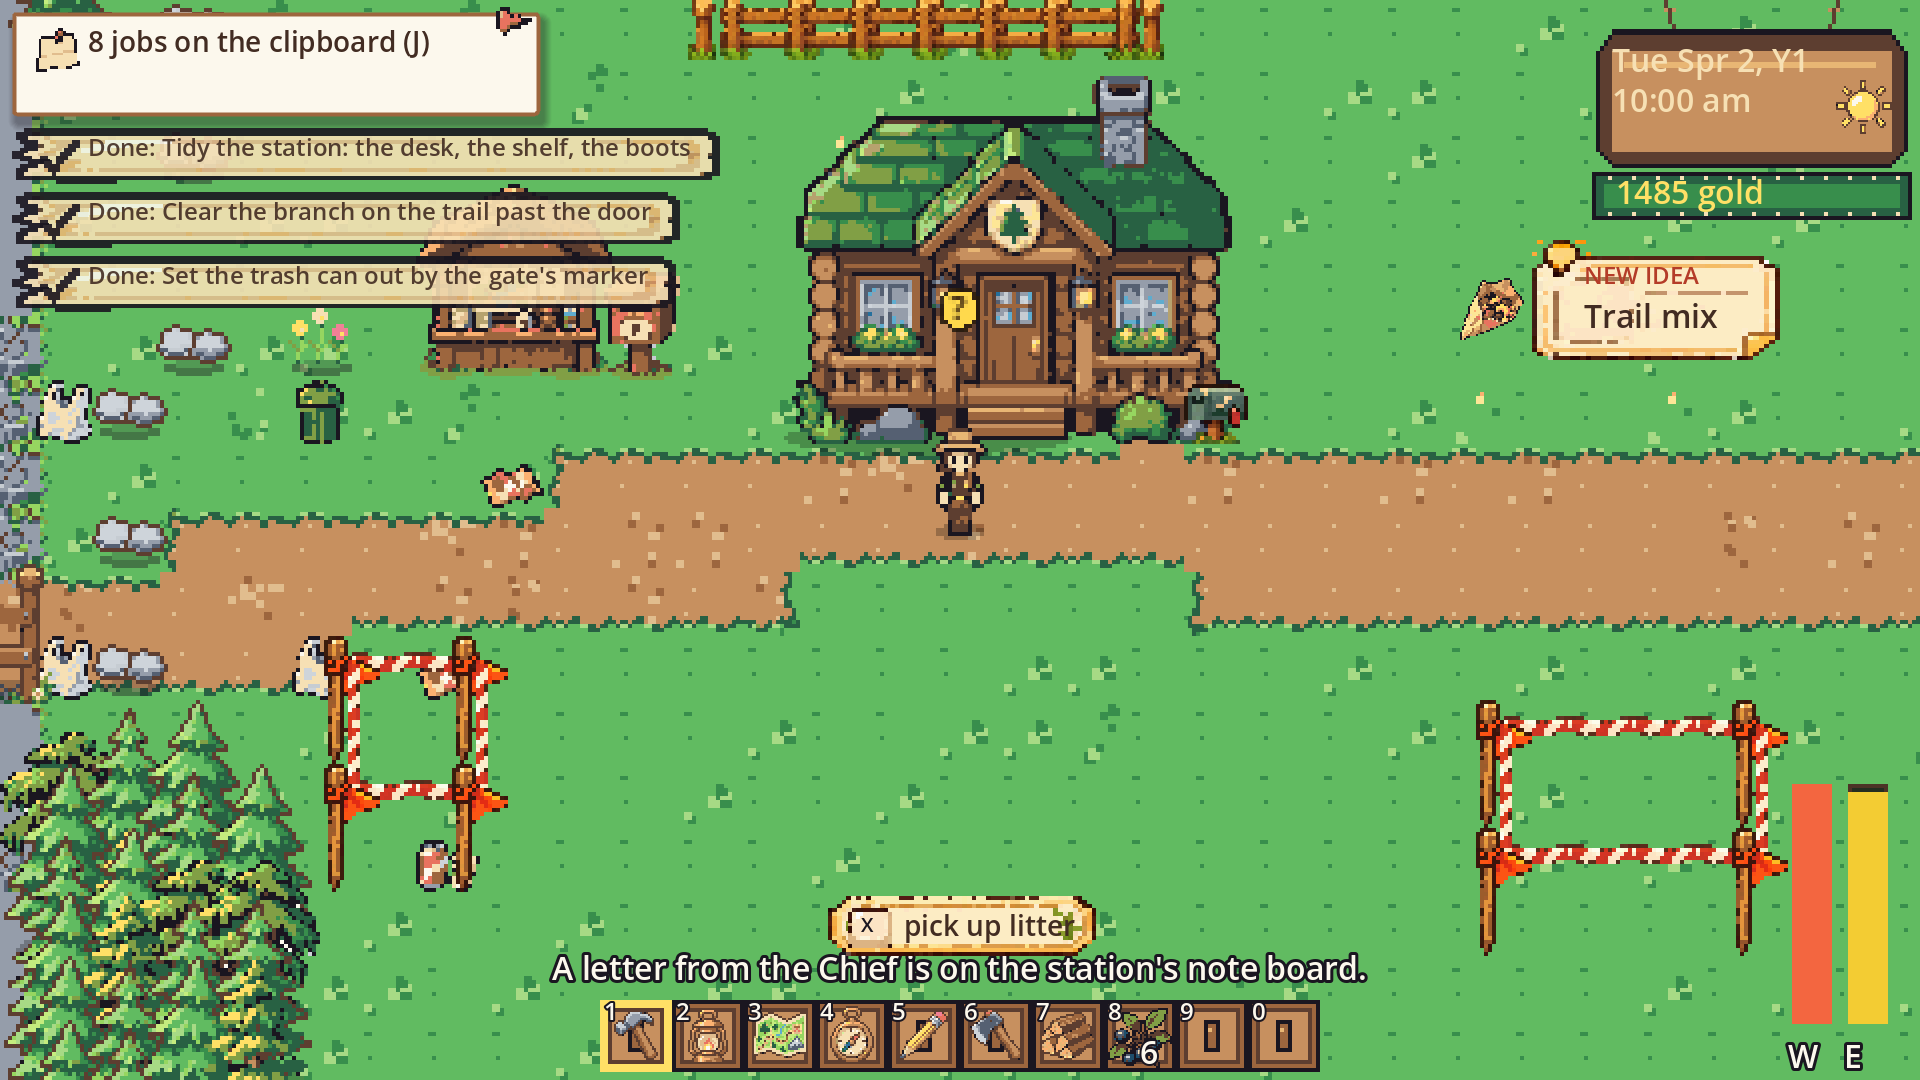 8 jobs on the clipboard (J)
Tue Spr 2, Y1
10:00 am
Done: Tidy the station: the desk, the shelf, the boots
1485 gold
Done: Clear the branch on the trail past the door
Done: Set the trash can out by the gate's marker
NEW IDEA
Trail mix
?
X pick up litter
A letter from the Chief is on the station's note board.
1 2 3 4 5 6 7 8 9 0
6
W E